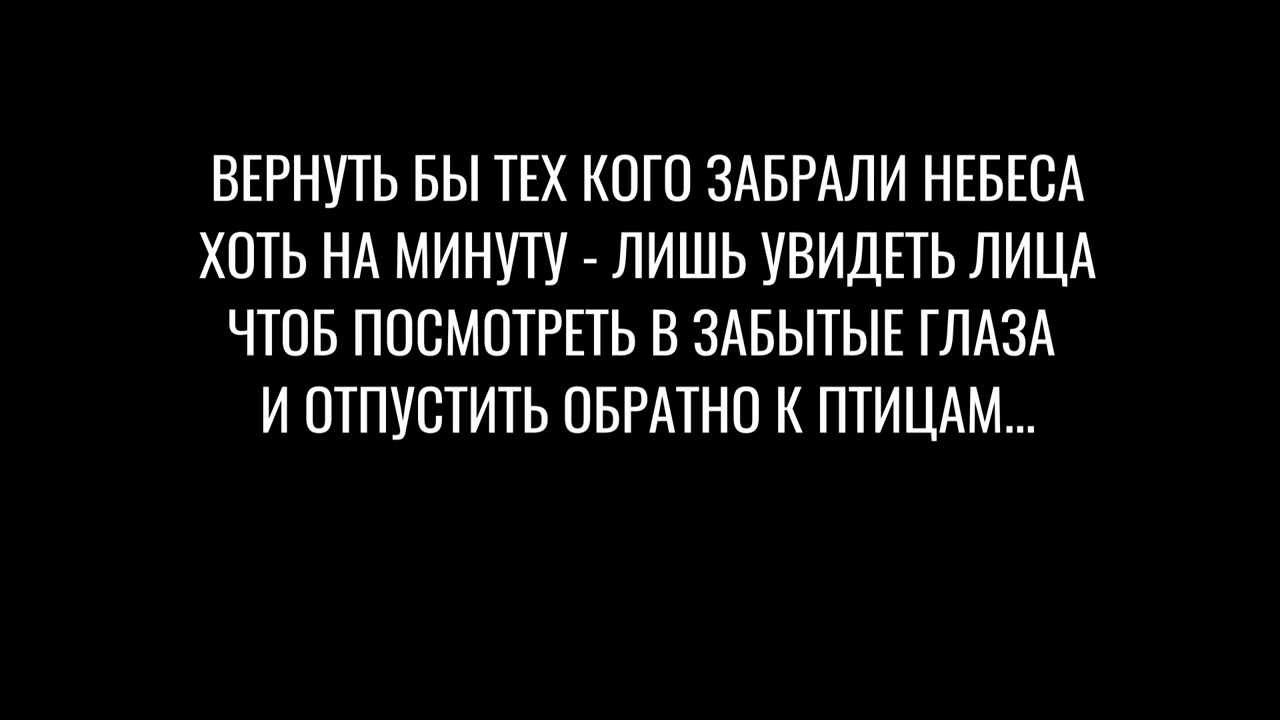 ВЕРНУТЬ БЫ ТЕХ КОГО ЗАБРАЛИ НЕБЕСА
ХОТЬ НА МИНУТУ - ЛИШЬ УВИДЕТЬ ЛИЦА
ЧТОБ ПОСМОТРЕТЬ В ЗАБЫТЫЕ ГЛАЗА
И ОТПУСТИТЬ ОБРАТНО К ПТИЦАМ...